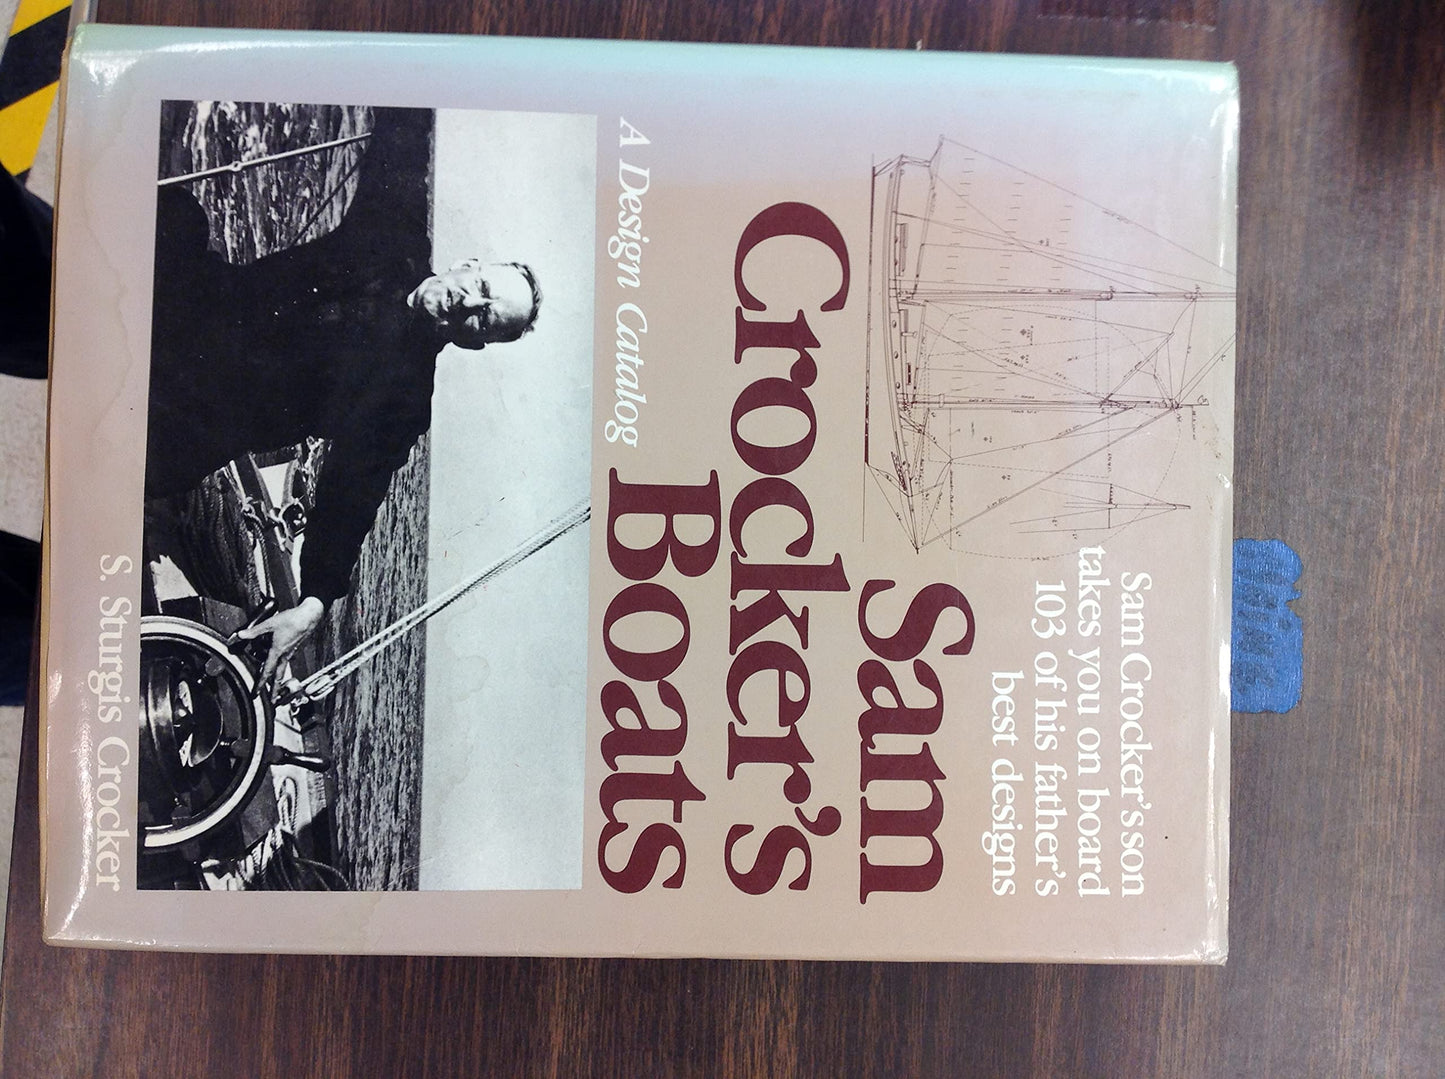 Sam Crocker's son
takes you on board
103 of his father's
best designs
Sam
Crocker's
Boats
A Design Catalog
S. Sturgis Crocker